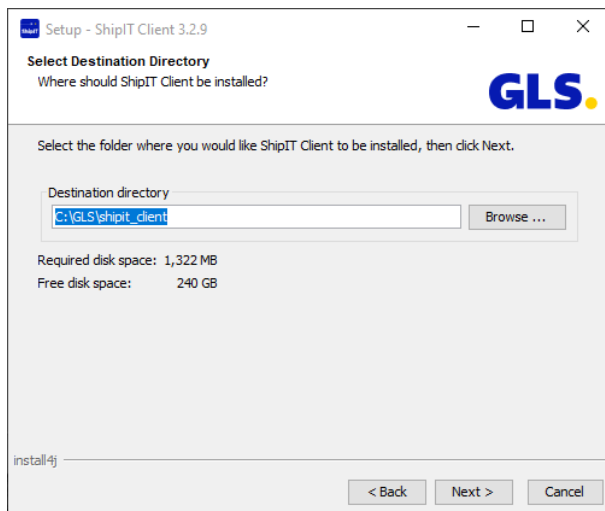 ShipIT Setup - ShipIT Client 3.2.9
Select Destination Directory
Where should ShipIT Client be installed?
GLS.
Select the folder where you would like ShipIT Client to be installed, then click Next.
Destination directory
C:\GLS\shipit_client Browse ...
Required disk space: 1,322 MB
Free disk space: 240 GB
install4j
< Back Next > Cancel